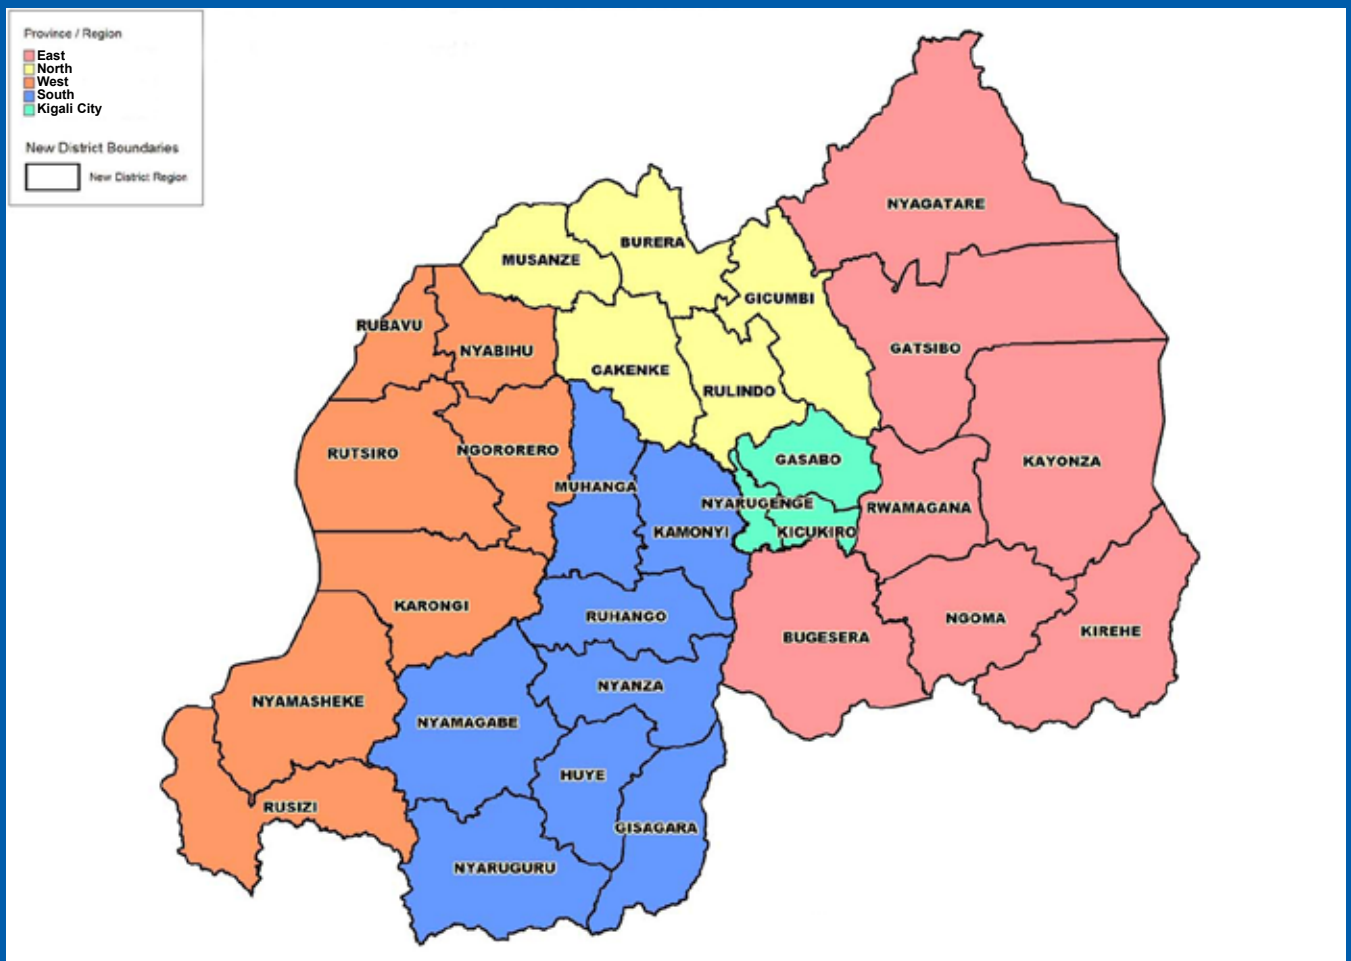 Province / Region
East
North
West
South
Kigali City
New District Boundaries
New District Region
NYAGATARE
BURERA
MUSANZE
GICUMBI
RUBAVU
NYABIHU
GATSIBO
GAKENKE
RULINDO
RUTSIRO
NGORORERO
GASABO
KAYONZA
MUHANGA
NYARUGENGE
RWAMAGANA
KAMONYI
KICUKIRO
KARONGI
RUHANGO
NGOMA
KIREHE
BUGESERA
NYANZA
NYAMASHEKE
NYAMAGABE
HUYE
RUSIZI
GISAGARA
NYARUGURU